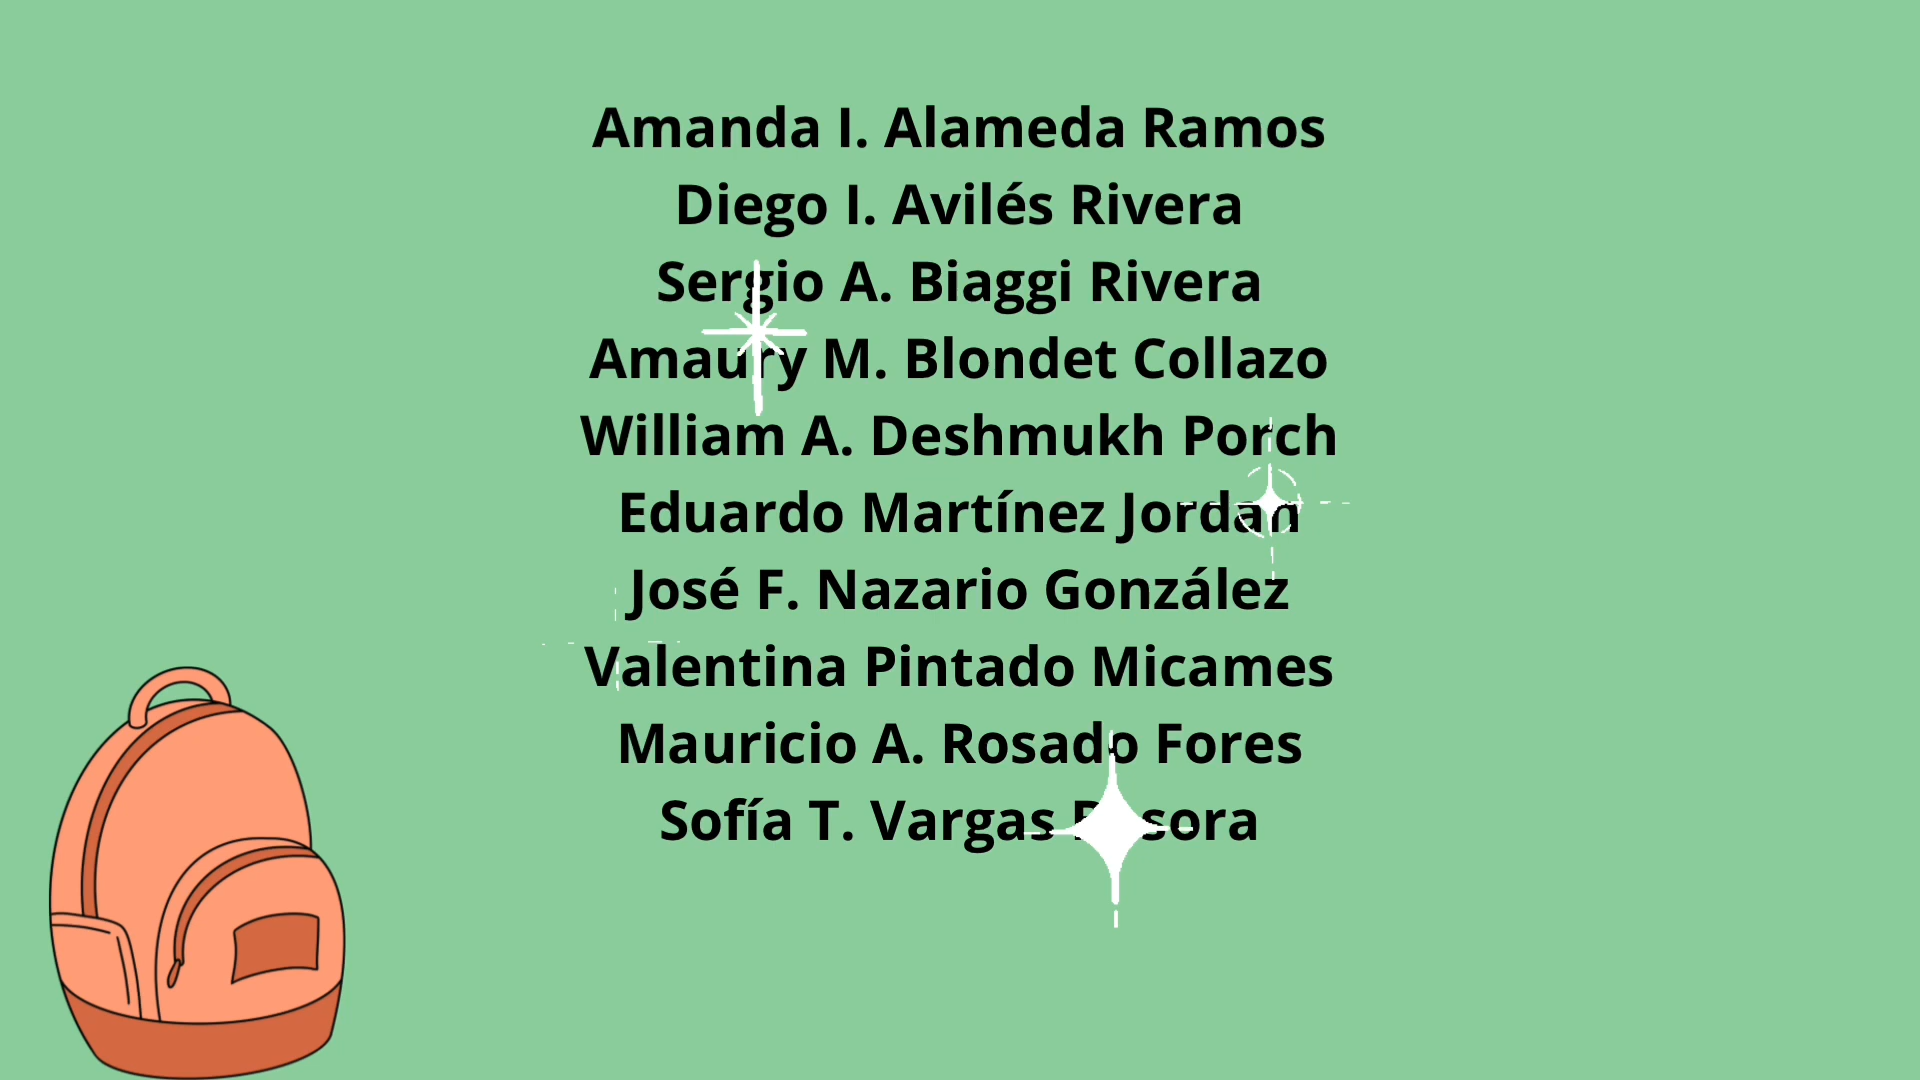 Amanda I. Alameda Ramos
Diego I. Avilés Rivera
Sergio A. Biaggi Rivera
Amaury M. Blondet Collazo
William A. Deshmukh Porch
Eduardo Martínez Jordan
José F. Nazario González
Valentina Pintado Micames
Mauricio A. Rosado Fores
Sofía T. Vargas